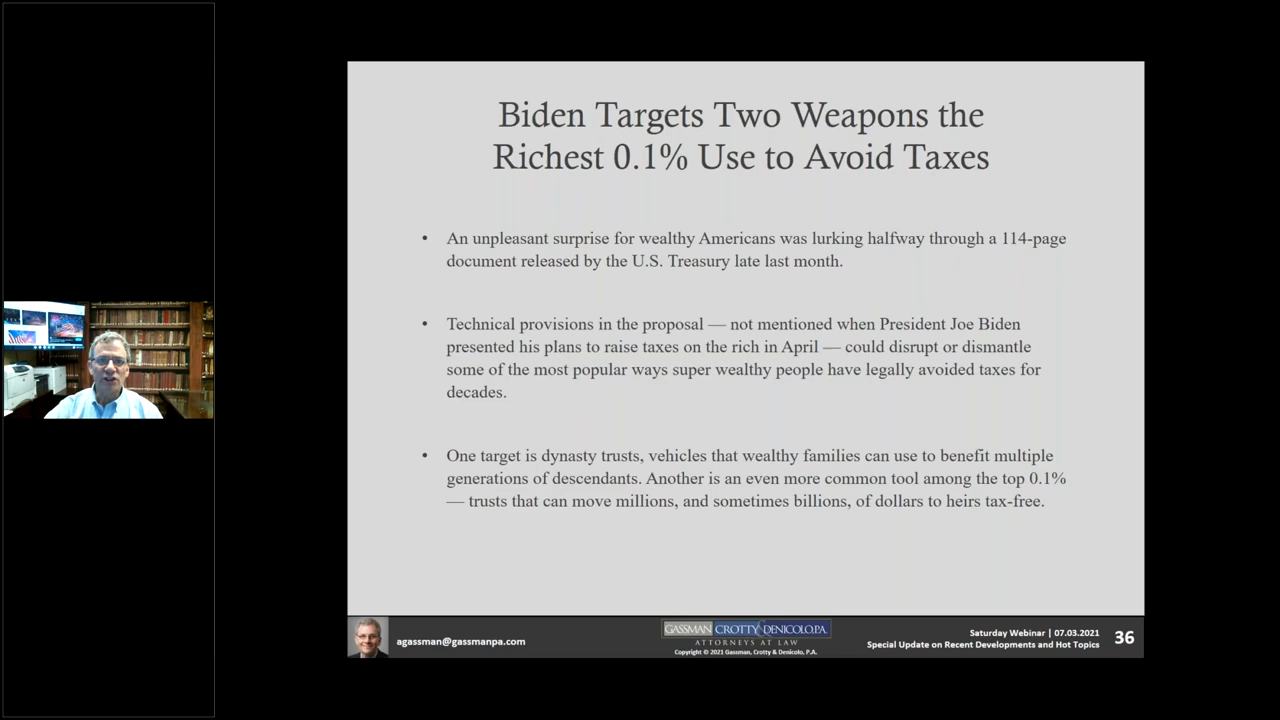 Biden Targets Two Weapons the
Richest 0.1% Use to Avoid Taxes
• An unpleasant surprise for wealthy Americans was lurking halfway through a 114-page
document released by the U.S. Treasury late last month.
• Technical provisions in the proposal — not mentioned when President Joe Biden
presented his plans to raise taxes on the rich in April — could disrupt or dismantle
some of the most popular ways super wealthy people have legally avoided taxes for
decades.
• One target is dynasty trusts, vehicles that wealthy families can use to benefit multiple
generations of descendants. Another is an even more common tool among the top 0.1%
— trusts that can move millions, and sometimes billions, of dollars to heirs tax-free.
agassman@gassmanpa.com
GASSMAN CROTTY & DENICOLO, P.A.
ATTORNEYS AT LAW
Copyright © 2021 Gassman, Crotty & Denicolo, P.A.
Saturday Webinar | 07.03.2021
Special Update on Recent Developments and Hot Topics
36